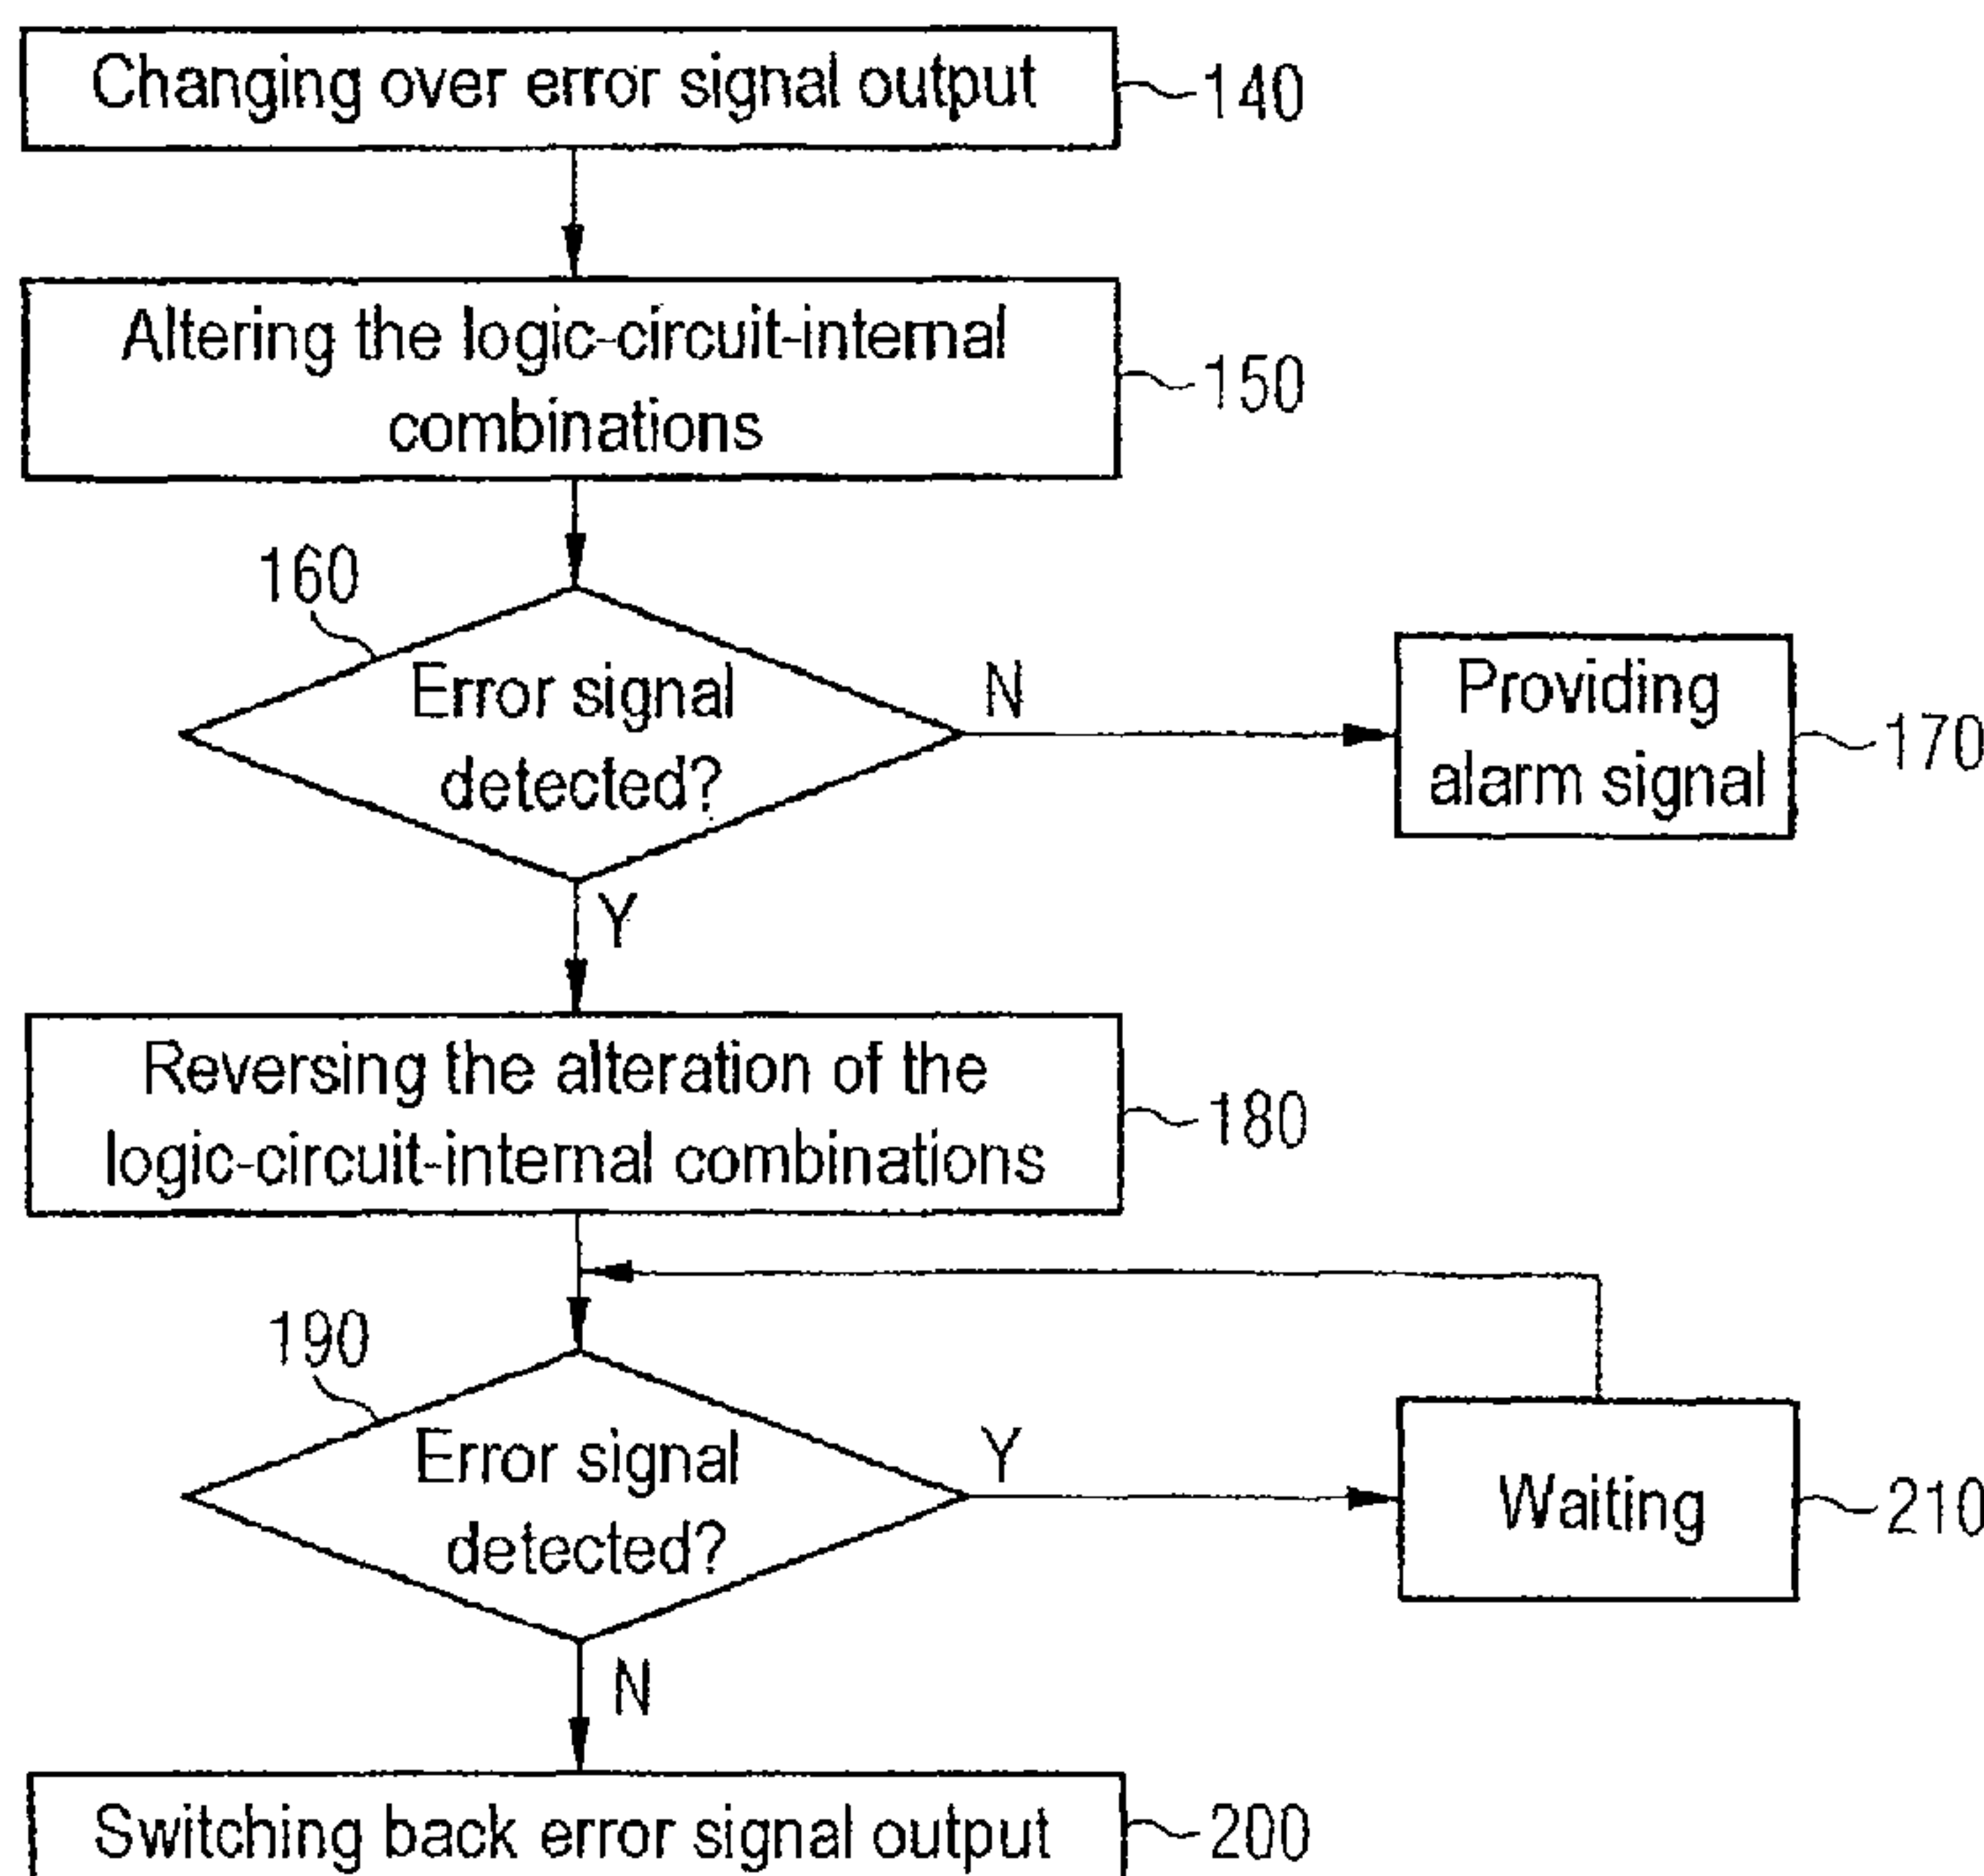 Changing over error signal output
140
Altering the logic-circuit-internal
combinations
150
160
Error signal
detected?
N
Providing
alarm signal
170
Y
Reversing the alteration of the
logic-circuit-internal combinations
180
190
Error signal
detected?
Y
Waiting
210
N
Switching back error signal output
200